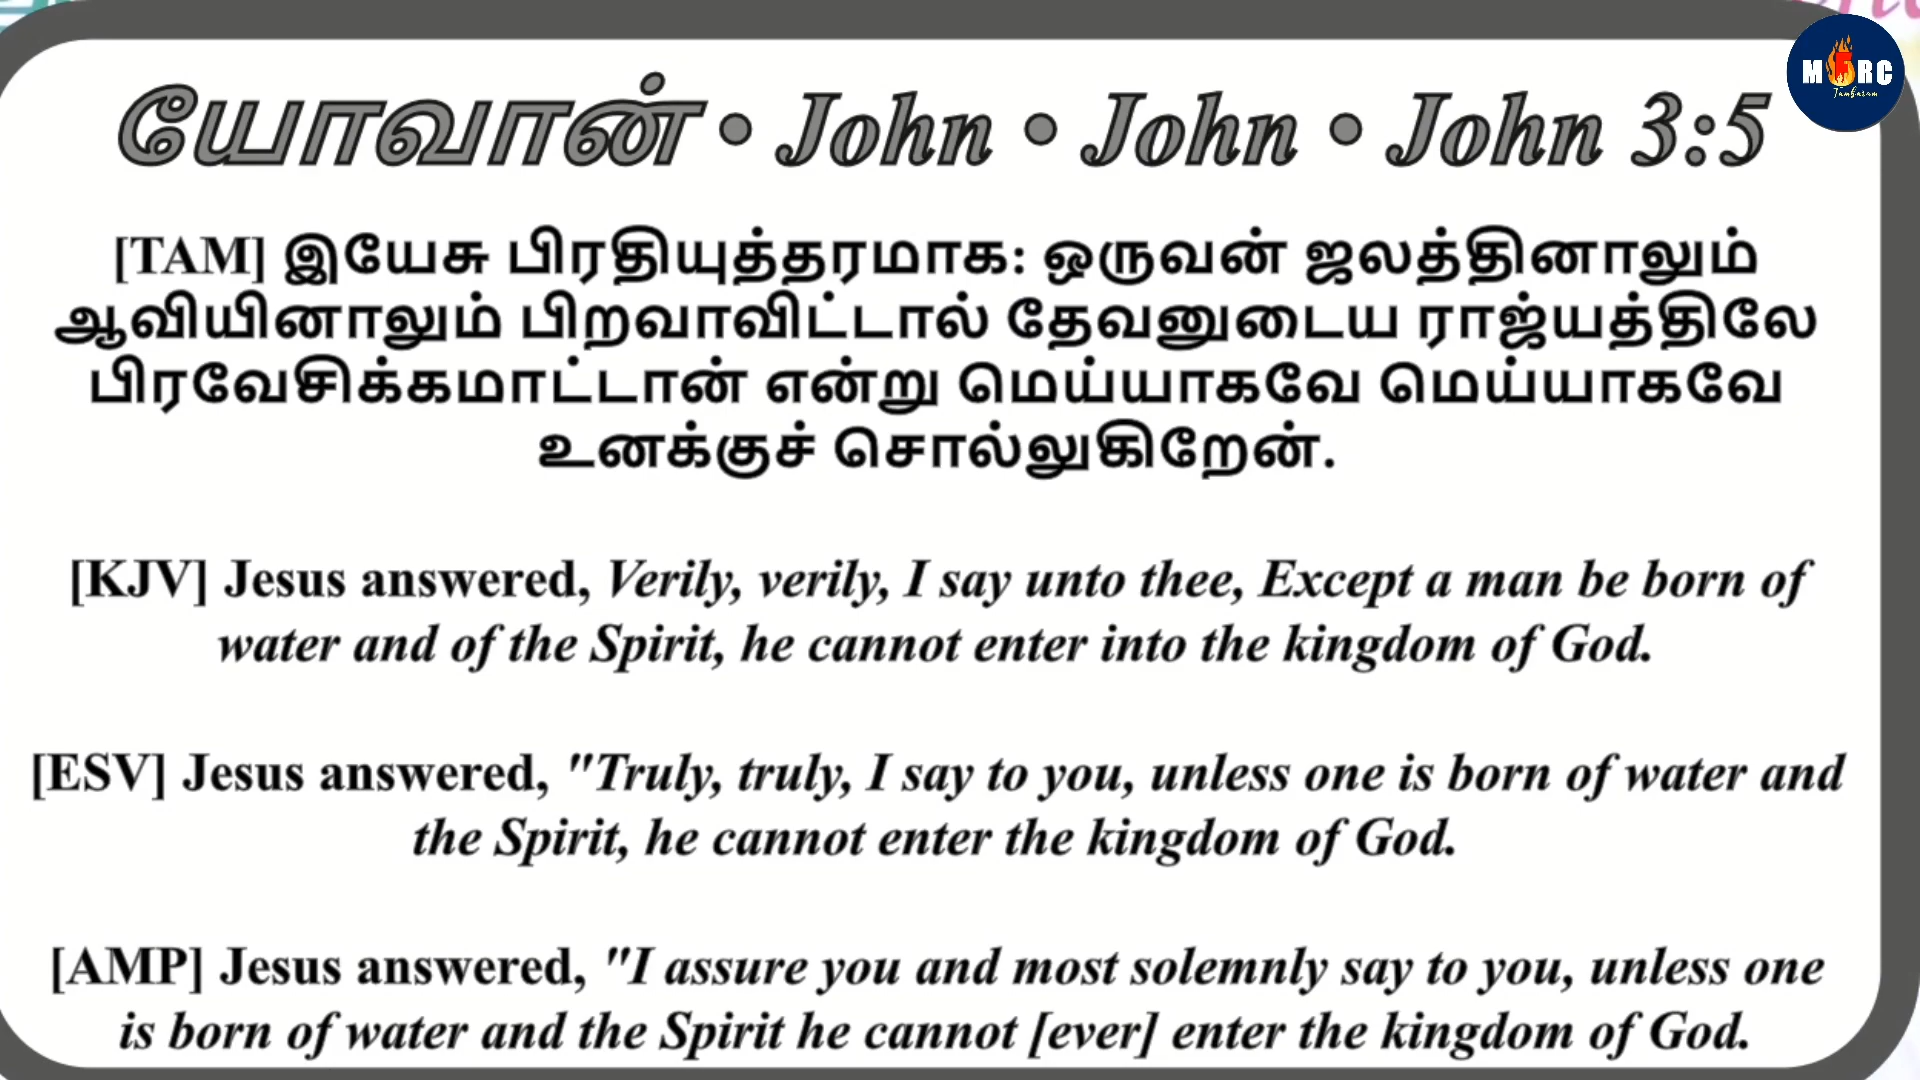 யோவான் • John • John • John 3:5
M RC
Tambaram
[TAM] இயேசு பிரதியுத்தரமாக: ஒருவன் ஜலத்தினாலும்
ஆவியினாலும் பிறவாவிட்டால் தேவனுடைய ராஜ்யத்திலே
பிரவேசிக்கமாட்டான் என்று மெய்யாகவே மெய்யாகவே
உனக்குச் சொல்லுகிறேன்.
[KJV] Jesus answered, Verily, verily, I say unto thee, Except a man be born of
water and of the Spirit, he cannot enter into the kingdom of God.
[ESV] Jesus answered, "Truly, truly, I say to you, unless one is born of water and
the Spirit, he cannot enter the kingdom of God.
[AMP] Jesus answered, "I assure you and most solemnly say to you, unless one
is born of water and the Spirit he cannot [ever] enter the kingdom of God.